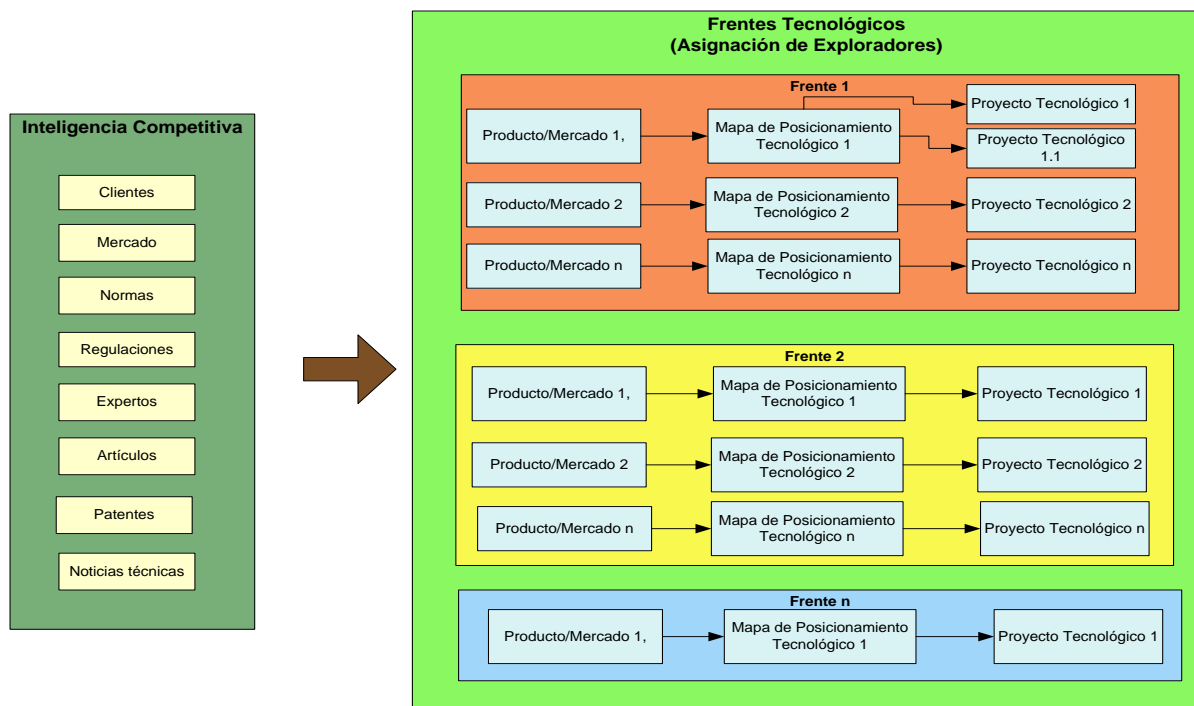 Inteligencia Competitiva
Clientes
Mercado
Normas
Regulaciones
Expertos
Artículos
Patentes
Noticias técnicas
Frentes Tecnológicos
(Asignación de Exploradores)
Frente 1
Producto/Mercado 1,
Mapa de Posicionamiento
Tecnológico 1
Proyecto Tecnológico 1
Proyecto Tecnológico
1.1
Producto/Mercado 2
Mapa de Posicionamiento
Tecnológico 2
Proyecto Tecnológico 2
Producto/Mercado n
Mapa de Posicionamiento
Tecnológico n
Proyecto Tecnológico n
Frente 2
Producto/Mercado 1,
Mapa de Posicionamiento
Tecnológico 1
Proyecto Tecnológico 1
Producto/Mercado 2
Mapa de Posicionamiento
Tecnológico 2
Proyecto Tecnológico 2
Producto/Mercado n
Mapa de Posicionamiento
Tecnológico n
Proyecto Tecnológico n
Frente n
Producto/Mercado 1,
Mapa de Posicionamiento
Tecnológico 1
Proyecto Tecnológico 1